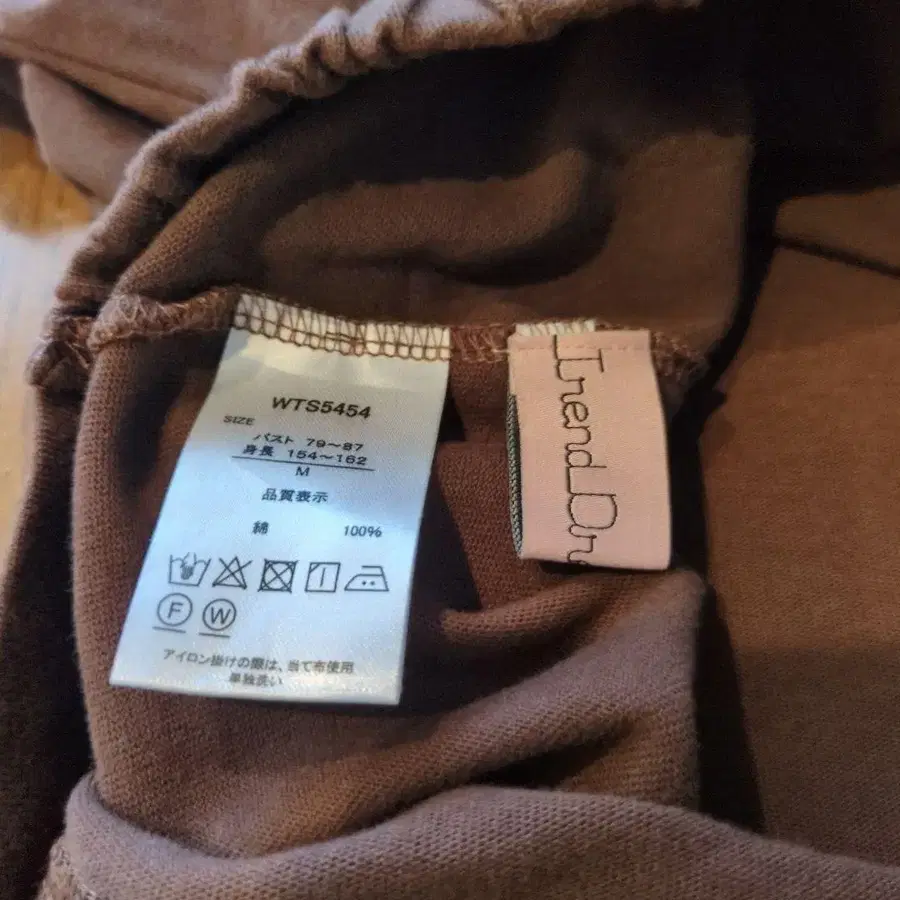 WTS5454
SIZE
バスト 79〜87
身長 154〜162
M
品質表示
綿 100%
F W
アイロン掛けの際は、当て布使用
単独洗い
Trend_Dr